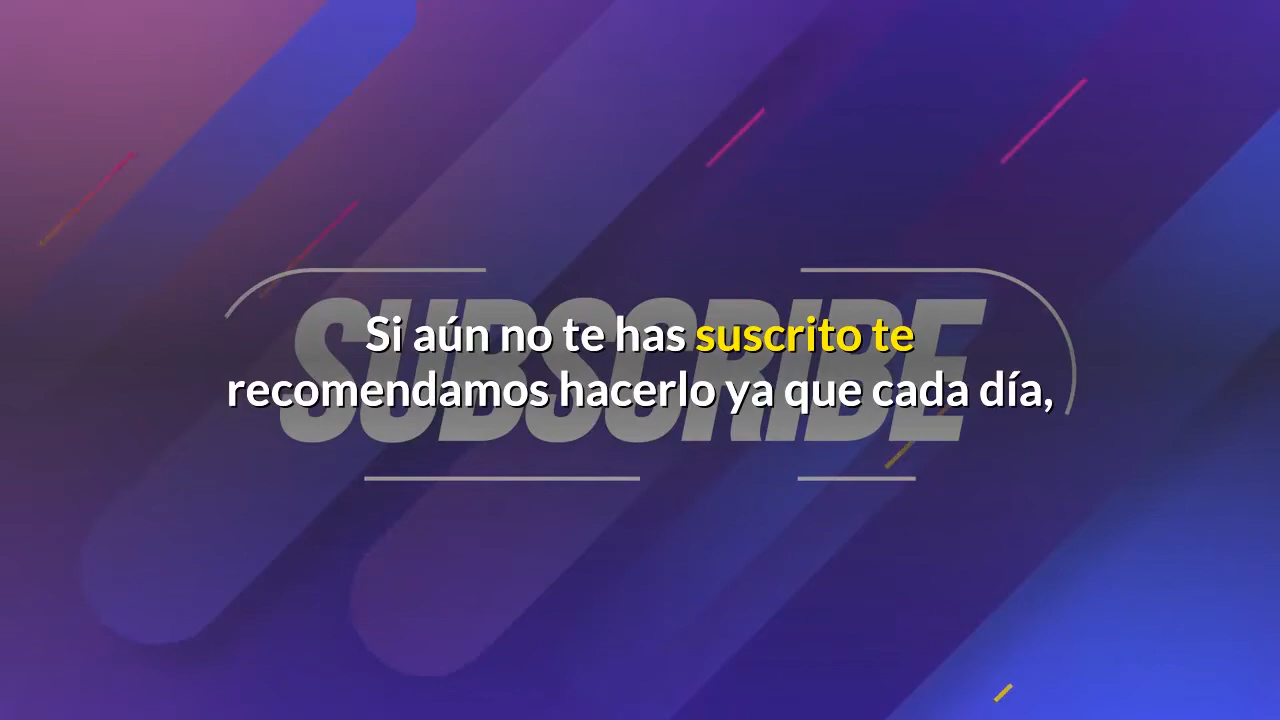 SUBSCRIBE
Si aún no te has suscrito te
recomendamos hacerlo ya que cada día,